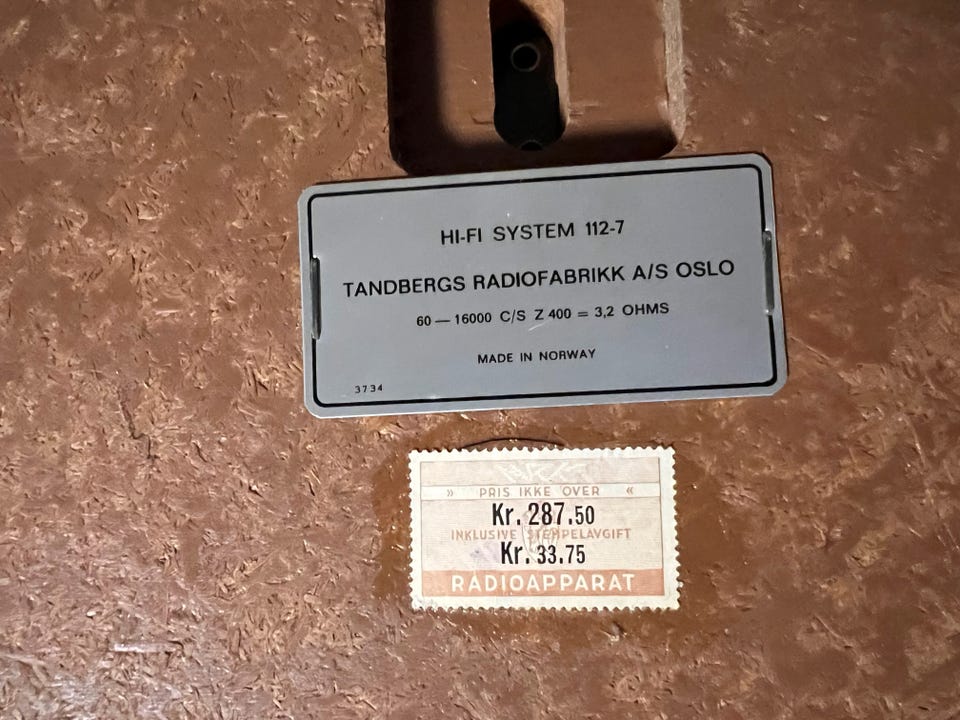 HI-FI SYSTEM 112-7
TANDBERGS RADIOFABRIKK A/S OSLO
60 — 16000 C/S Z 400 = 3,2 OHMS
MADE IN NORWAY
3734
» PRIS IKKE OVER «
Kr. 287.50
INKLUSIVE STEMPELAVGIFT
Kr. 33.75
RADIOAPPARAT